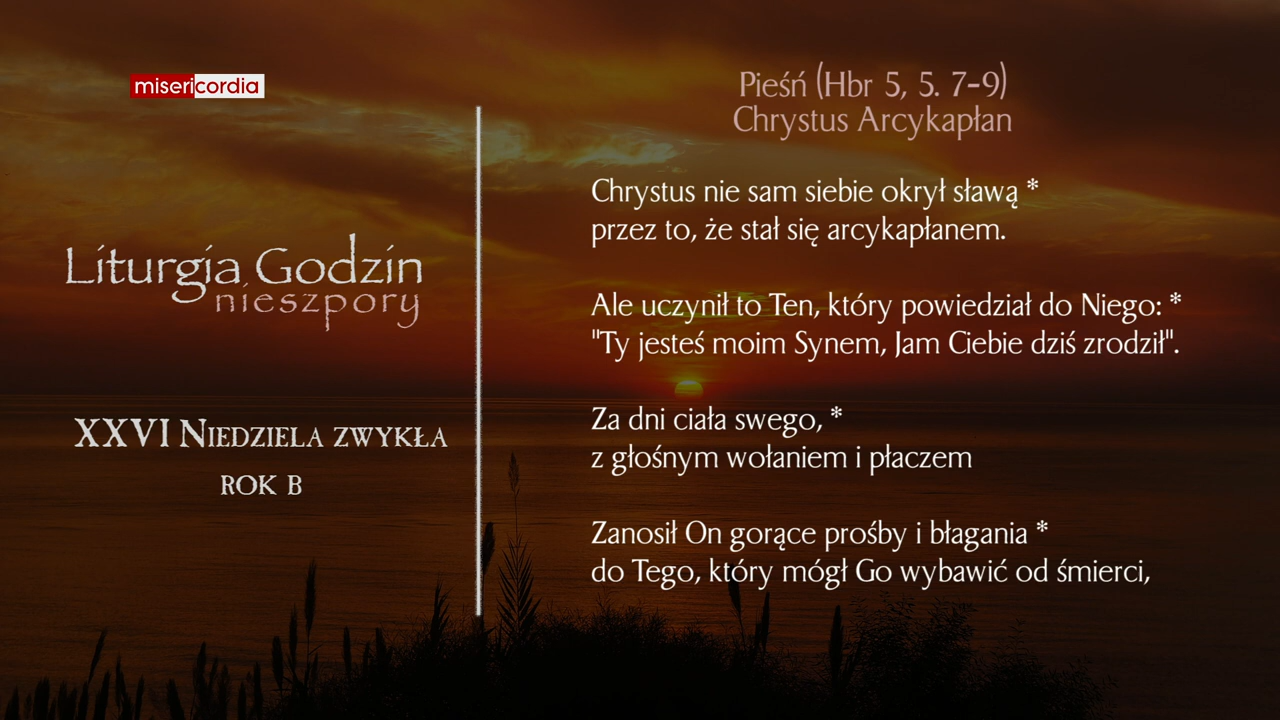 misericordia
Liturgia Godzin
nieszpory
XXVI Niedziela zwykła
rok B
Pieśń (Hbr 5, 5. 7-9)
Chrystus Arcykapłan
Chrystus nie sam siebie okrył sławą *
przez to, że stał się arcykapłanem.
Ale uczynił to Ten, który powiedział do Niego: *
"Ty jesteś moim Synem, Jam Ciebie dziś zrodził".
Za dni ciała swego, *
z głośnym wołaniem i płaczem
Zanosił On gorące prośby i błagania *
do Tego, który mógł Go wybawić od śmierci,